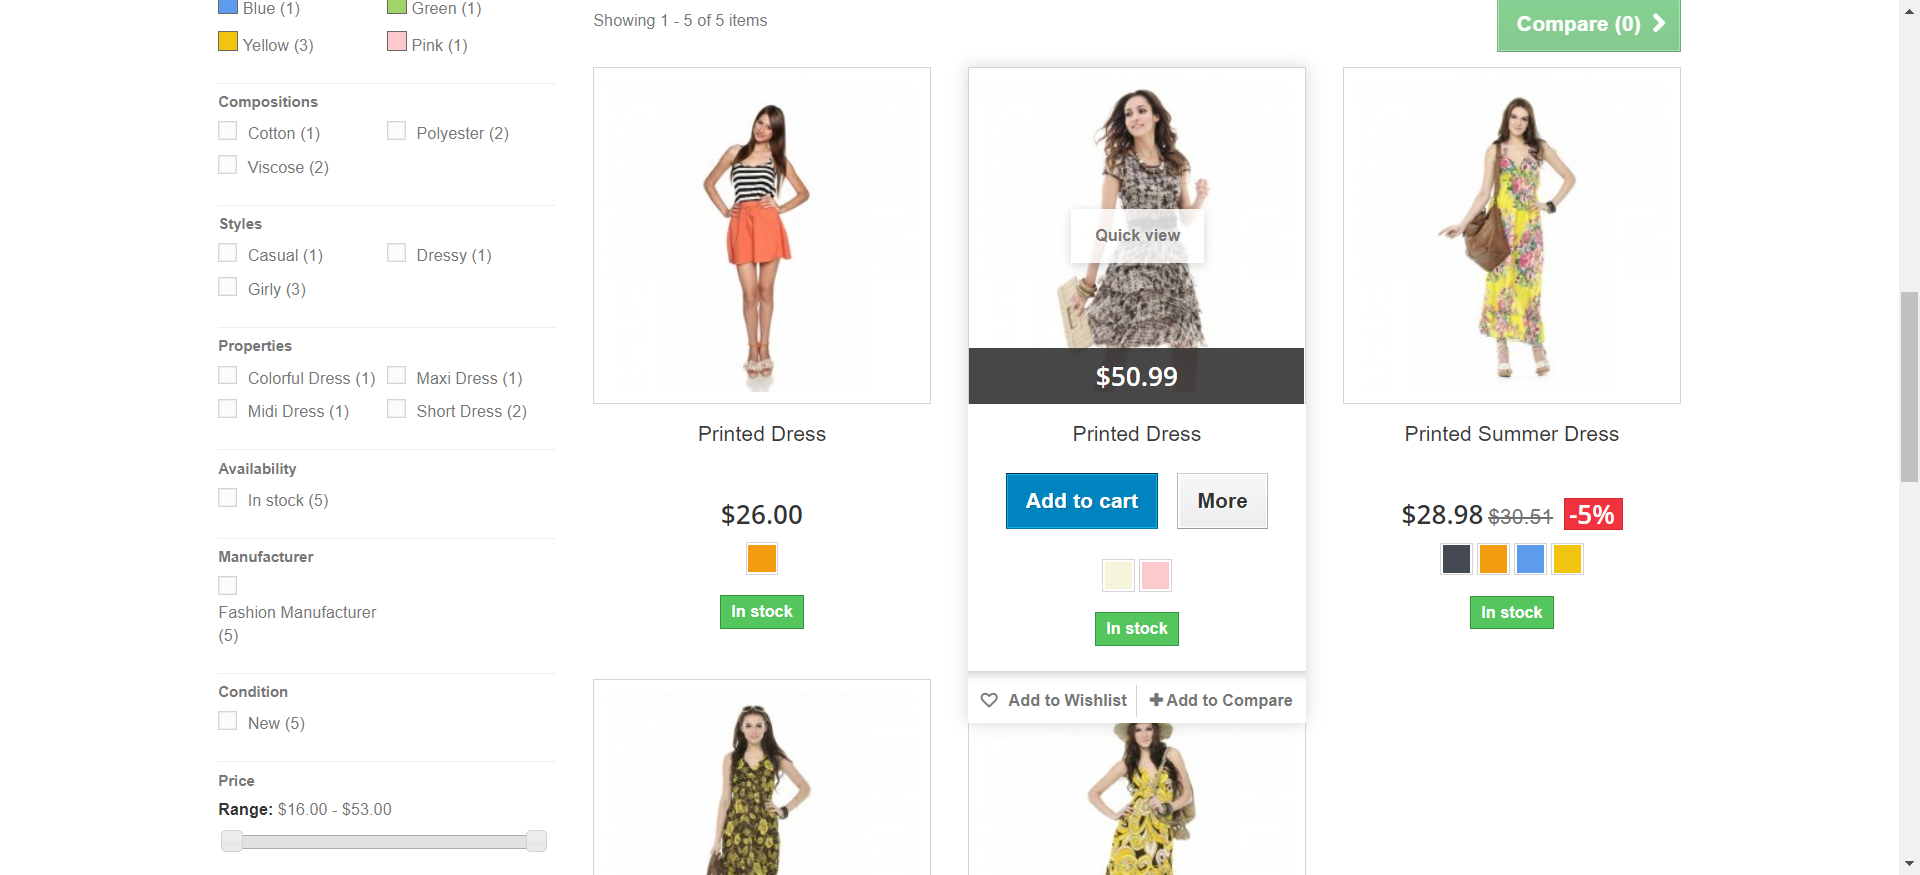 Blue (1)
Green (1)
Yellow (3)
Pink (1)
Compositions
Cotton (1)
Polyester (2)
Viscose (2)
Styles
Casual (1)
Dressy (1)
Girly (3)
Properties
Colorful Dress (1)
Maxi Dress (1)
Midi Dress (1)
Short Dress (2)
Availability
In stock (5)
Manufacturer
Fashion Manufacturer
(5)
Condition
New (5)
Price
Range: $16.00 - $53.00
Showing 1 - 5 of 5 items
Compare (0)
Printed Dress
$26.00
In stock
Quick view
$50.99
Printed Dress
Add to cart
More
In stock
Add to Wishlist
Add to Compare
Printed Summer Dress
$28.98 $30.51 -5%
In stock